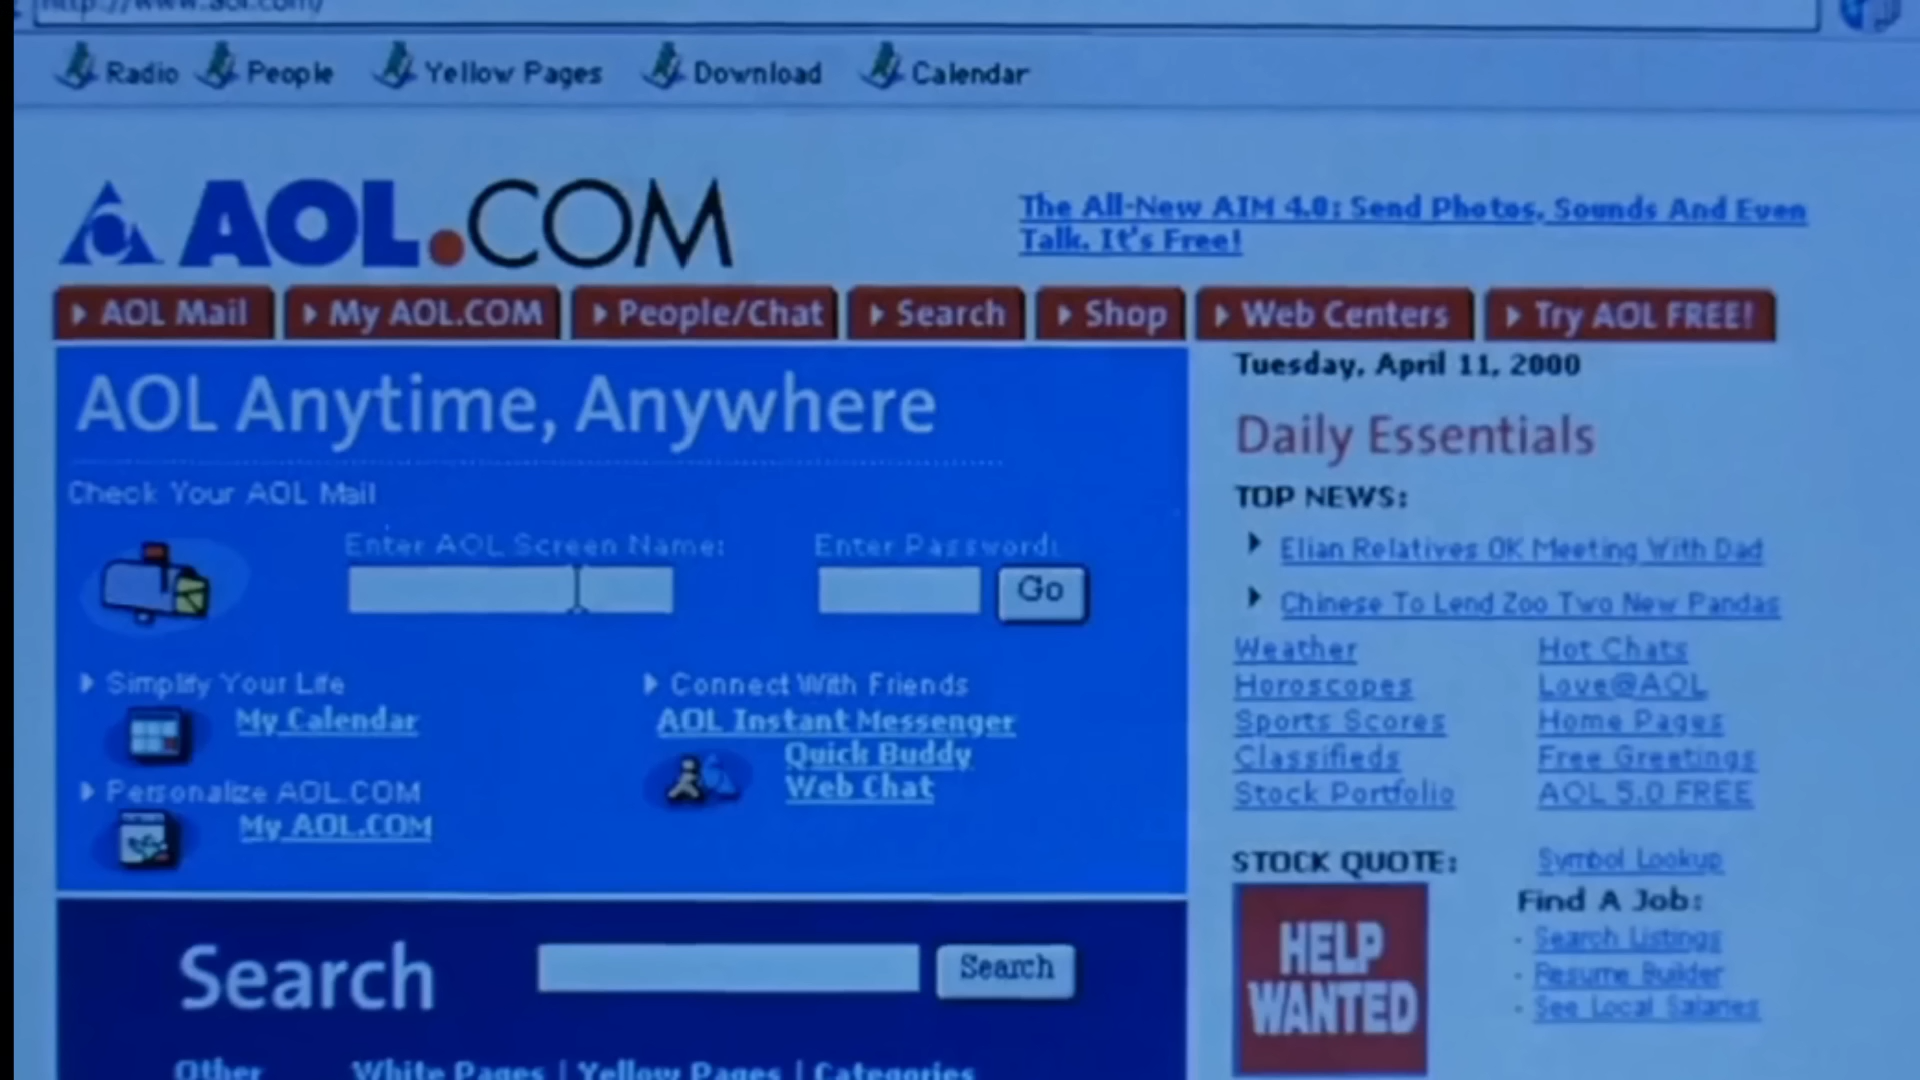 http://www.aol.com/
Radio People Yellow Pages Download Calendar
AOL.COM
The All-New AIM 4.0: Send Photos, Sounds And Even
Talk. It's Free!
AOL Mail My AOL.COM People/Chat Search Shop Web Centers Try AOL FREE!
AOL Anytime, Anywhere
Check Your AOL Mail
Enter AOL Screen Name: Enter Password:
Go
Simplify Your Life
My Calendar
Personalize AOL.COM
My AOL.COM
Connect With Friends
AOL Instant Messenger
Quick Buddy
Web Chat
Search
Search
Other White Pages | Yellow Pages | Categories
Tuesday, April 11, 2000
Daily Essentials
TOP NEWS:
Elian Relatives OK Meeting With Dad
Chinese To Lend Zoo Two New Pandas
Weather Hot Chats
Horoscopes Love@AOL
Sports Scores Home Pages
Classifieds Free Greetings
Stock Portfolio AOL 5.0 FREE
STOCK QUOTE: Symbol Lookup
HELP
WANTED
Find A Job:
- Search Listings
- Resume Builder
- See Local Salaries